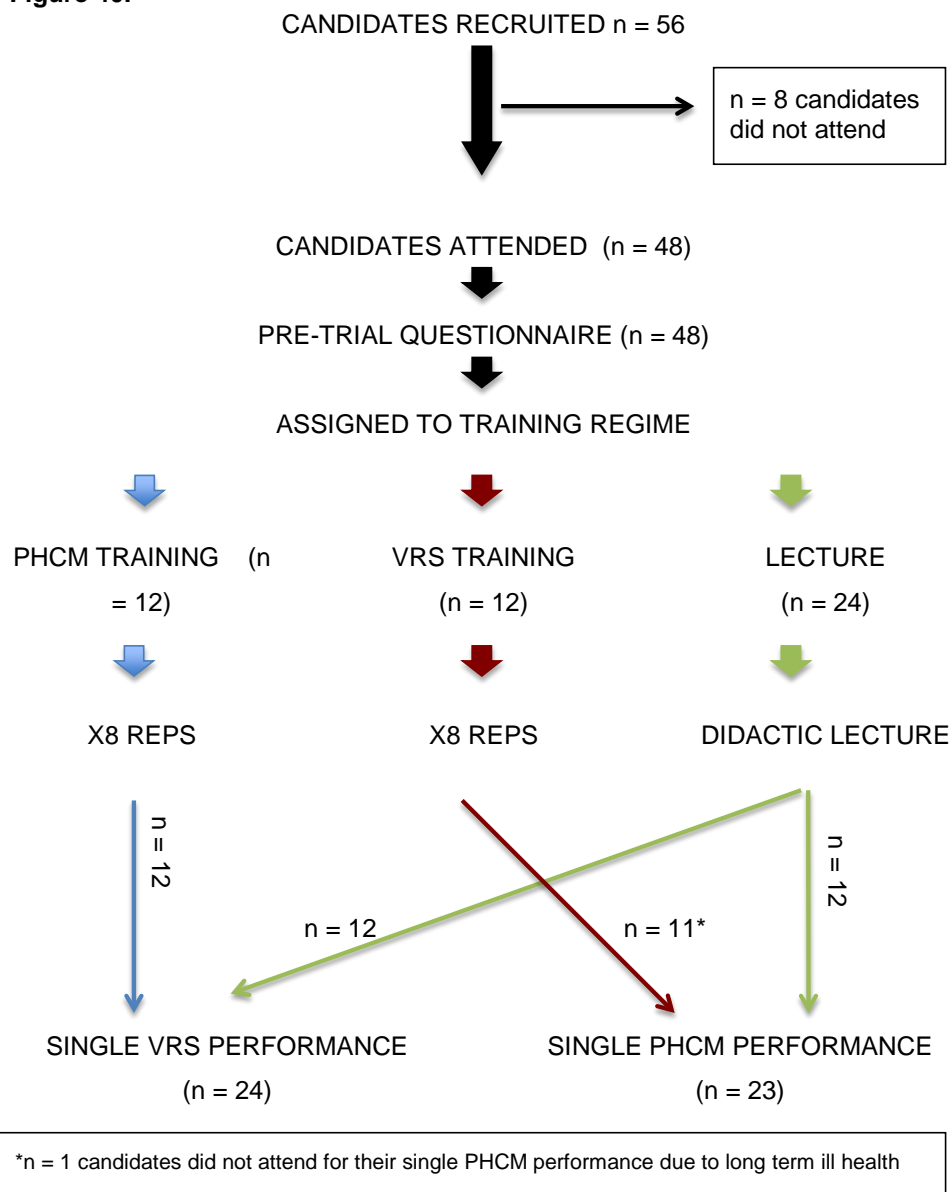 CANDIDATES RECRUITED n = 56
n = 8 candidates
did not attend
CANDIDATES ATTENDED (n = 48)
PRE-TRIAL QUESTIONNAIRE (n = 48)
ASSIGNED TO TRAINING REGIME
PHCM TRAINING (n
= 12)
VRS TRAINING
(n = 12)
LECTURE
(n = 24)
X8 REPS
X8 REPS
DIDACTIC LECTURE
n = 12
n = 12
n = 11*
n = 12
SINGLE VRS PERFORMANCE
(n = 24)
SINGLE PHCM PERFORMANCE
(n = 23)
*n = 1 candidates did not attend for their single PHCM performance due to long term ill health